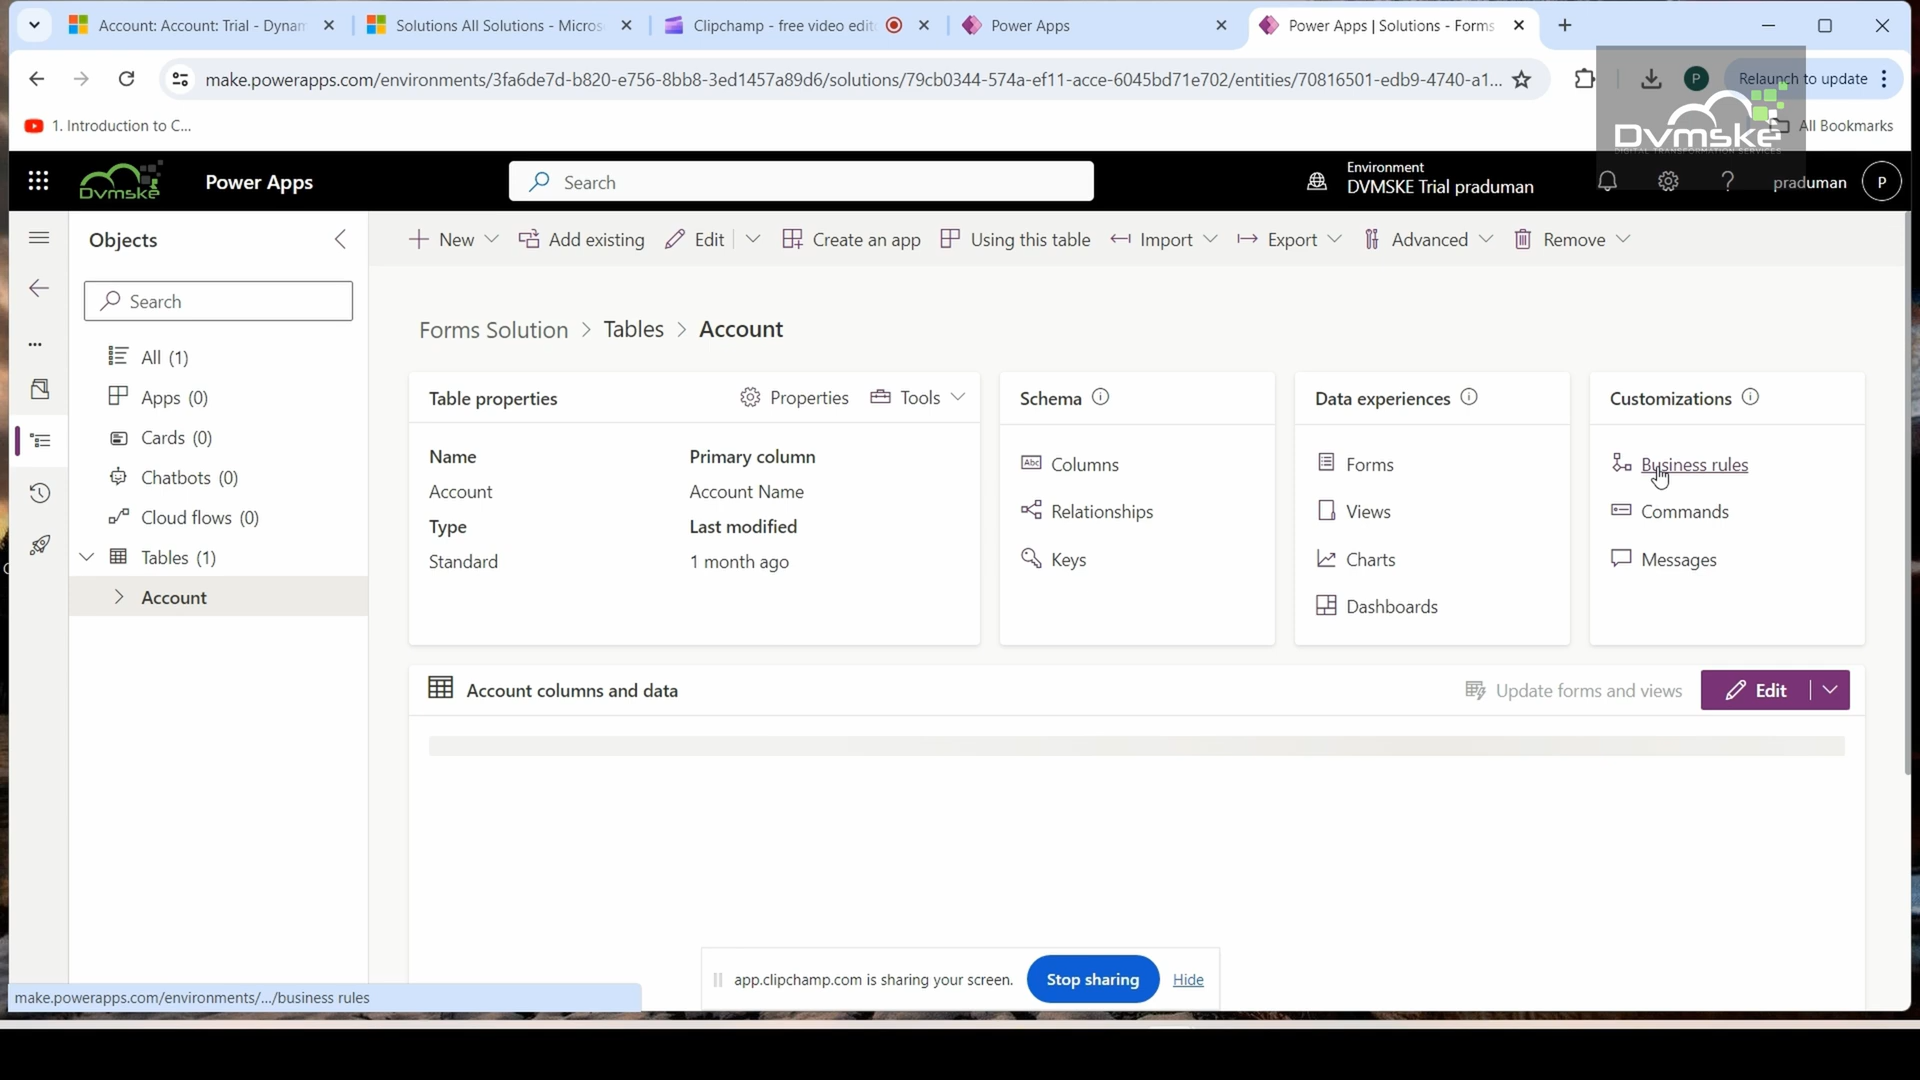 Account: Account: Trial - Dynam
Solutions All Solutions - Micros
Clipchamp - free video edit
Power Apps
Power Apps | Solutions - Forms
make.powerapps.com/environments/3fa6de7d-b820-e756-8bb8-3ed1457a89d6/solutions/79cb0344-574a-ef11-acce-6045bd71e702/entities/70816501-edb9-4740-a1...
P
Relaunch to update
1. Introduction to C...
Dvmske
DIGITAL TRANSFORMATION SERVICES
All Bookmarks
Dvmske
Power Apps
Search
Environment
DVMSKE Trial praduman
?
praduman
P
Objects
New
Add existing
Edit
Create an app
Using this table
Import
Export
Advanced
Remove
Search
All (1)
Apps (0)
Cards (0)
Chatbots (0)
Cloud flows (0)
Tables (1)
Account
Forms Solution > Tables > Account
Table properties
Properties
Tools
Name
Primary column
Account
Account Name
Type
Last modified
Standard
1 month ago
Schema
Abc Columns
Relationships
Keys
Data experiences
Forms
Views
Charts
Dashboards
Customizations
Business rules
Commands
Messages
Account columns and data
Update forms and views
Edit
app.clipchamp.com is sharing your screen.
Stop sharing
Hide
make.powerapps.com/environments/.../business rules